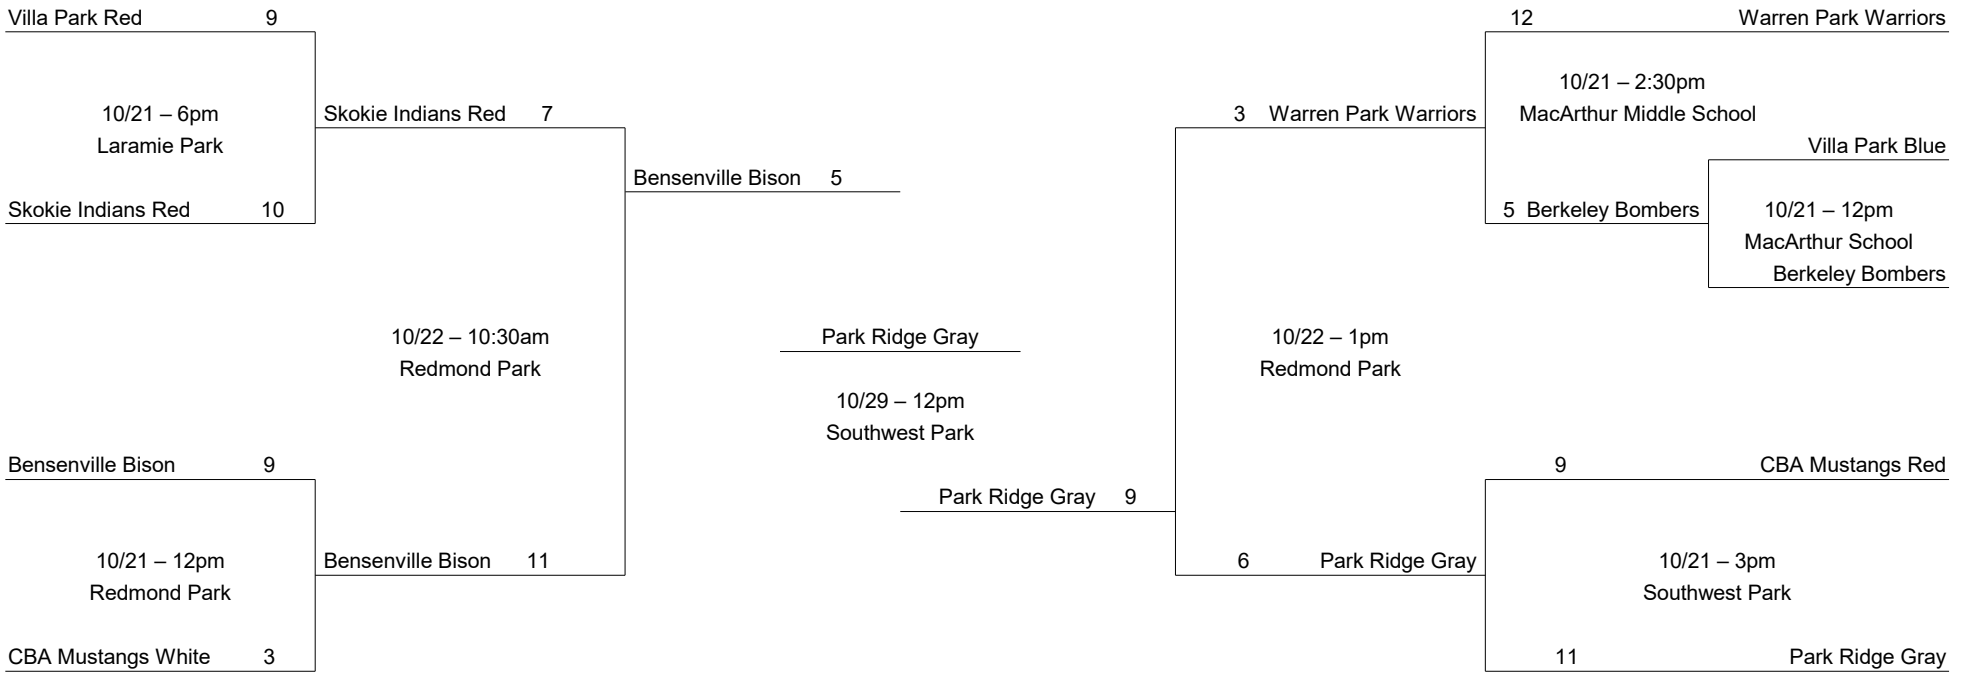 Villa Park Red 9
12 Warren Park Warriors
10/21 – 2:30pm
10/21 – 6pm
Skokie Indians Red 7
3 Warren Park Warriors
MacArthur Middle School
Laramie Park
Villa Park Blue
Bensenville Bison 5
Skokie Indians Red 10
5 Berkeley Bombers
10/21 – 12pm
MacArthur School
Berkeley Bombers
10/22 – 10:30am
Park Ridge Gray
10/22 – 1pm
Redmond Park
Redmond Park
10/29 – 12pm
Southwest Park
Bensenville Bison 9
9 CBA Mustangs Red
Park Ridge Gray 9
10/21 – 12pm
Bensenville Bison 11
6 Park Ridge Gray
10/21 – 3pm
Redmond Park
Southwest Park
CBA Mustangs White 3
11 Park Ridge Gray